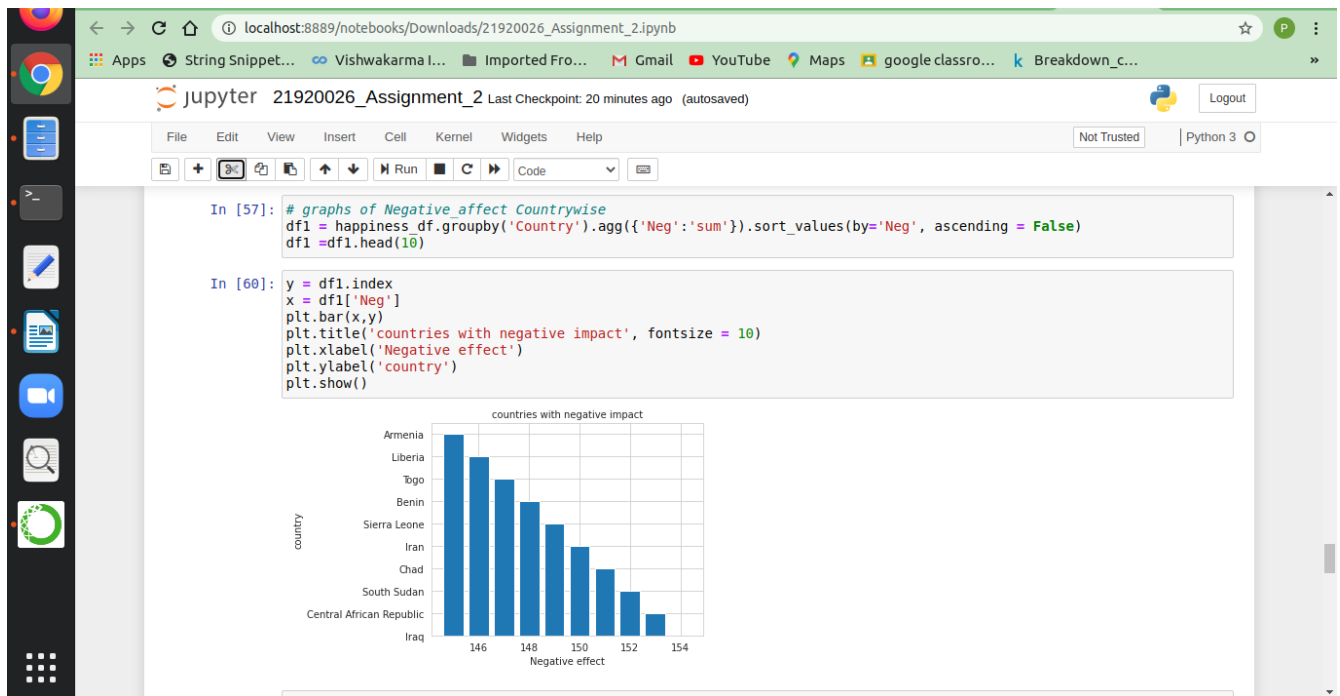 localhost:8889/notebooks/Downloads/21920026_Assignment_2.ipynb
P
Apps String Snippet... Vishwakarma I... Imported Fro... Gmail YouTube Maps google classro... k Breakdown_c... »
Jupyter 21920026_Assignment_2 Last Checkpoint: 20 minutes ago (autosaved) Logout
File Edit View Insert Cell Kernel Widgets Help Not Trusted Python 3
Run Code
In [57]: # graphs of Negative_affect Countrywise
df1 = happiness_df.groupby('Country').agg({'Neg':'sum'}).sort_values(by='Neg', ascending = False)
df1 =df1.head(10)
In [60]: y = df1.index
x = df1['Neg']
plt.bar(x,y)
plt.title('countries with negative impact', fontsize = 10)
plt.xlabel('Negative effect')
plt.ylabel('country')
plt.show()
countries with negative impact
Armenia
Liberia
Togo
Benin
Sierra Leone
Iran
Chad
South Sudan
Central African Republic
Iraq
country
146 148 150 152 154
Negative effect